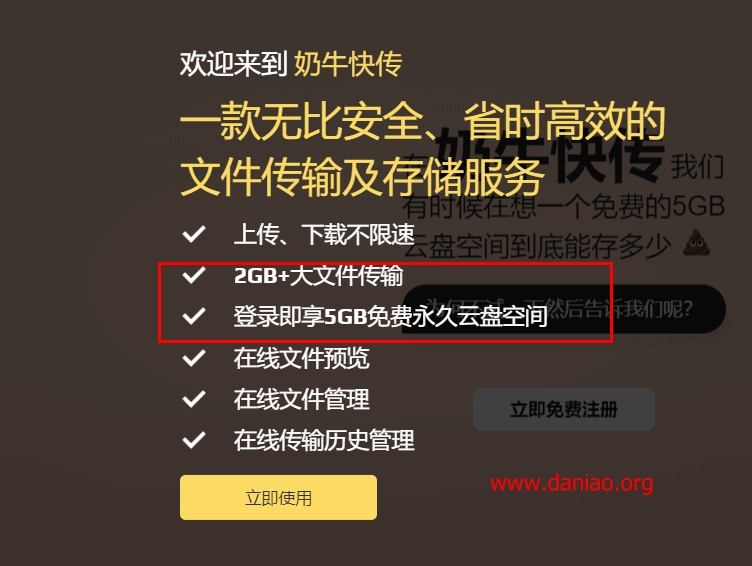 欢迎来到 奶牛快传
一款无比安全、省时高效的
文件传输及存储服务
上传、下载不限速
2GB+大文件传输
登录即享5GB免费永久云盘空间
在线文件预览
在线文件管理
在线传输历史管理
立即使用
奶牛快传 我们
有时候在想一个免费的5GB
云盘空间到底能存多少 💩
然后告诉我们呢？
立即免费注册
www.daniao.org